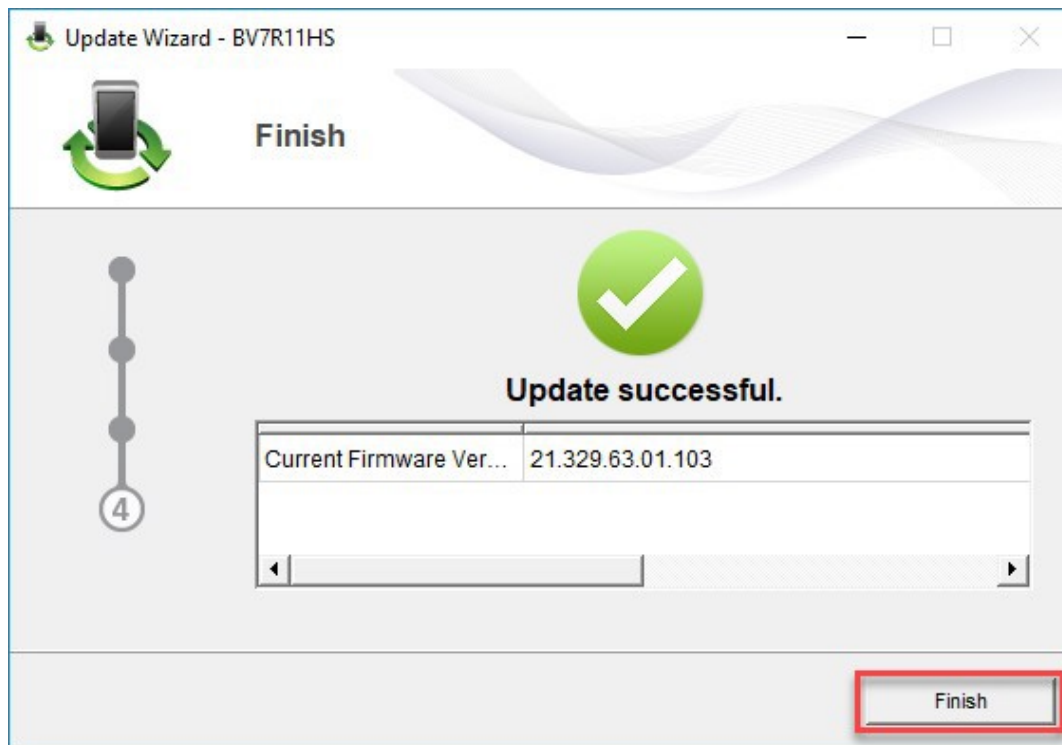 Update Wizard - BV7R11HS
Finish
4
Update successful.
Current Firmware Ver... 21.329.63.01.103
Finish